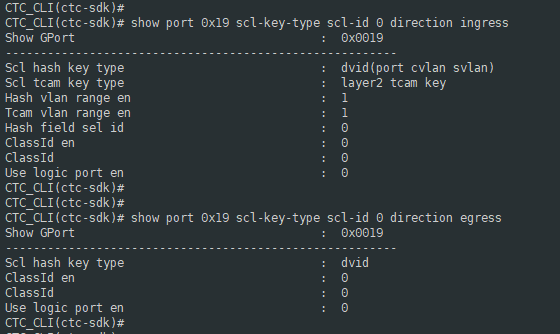 CTC_CLI(ctc-sdk)#
CTC_CLI(ctc-sdk)# show port 0x19 scl-key-type scl-id 0 direction ingress
Show GPort : 0x0019
------------------------------------------------------------
Scl hash key type : dvid(port cvlan svlan)
Scl tcam key type : layer2 tcam key
Hash vlan range en : 1
Tcam vlan range en : 1
Hash field sel id : 0
ClassId en : 0
ClassId : 0
Use logic port en : 0
CTC_CLI(ctc-sdk)#
CTC_CLI(ctc-sdk)#
CTC_CLI(ctc-sdk)# show port 0x19 scl-key-type scl-id 0 direction egress
Show GPort : 0x0019
------------------------------------------------------------
Scl hash key type : dvid
ClassId en : 0
ClassId : 0
Use logic port en : 0
CTC_CLI(ctc-sdk)#